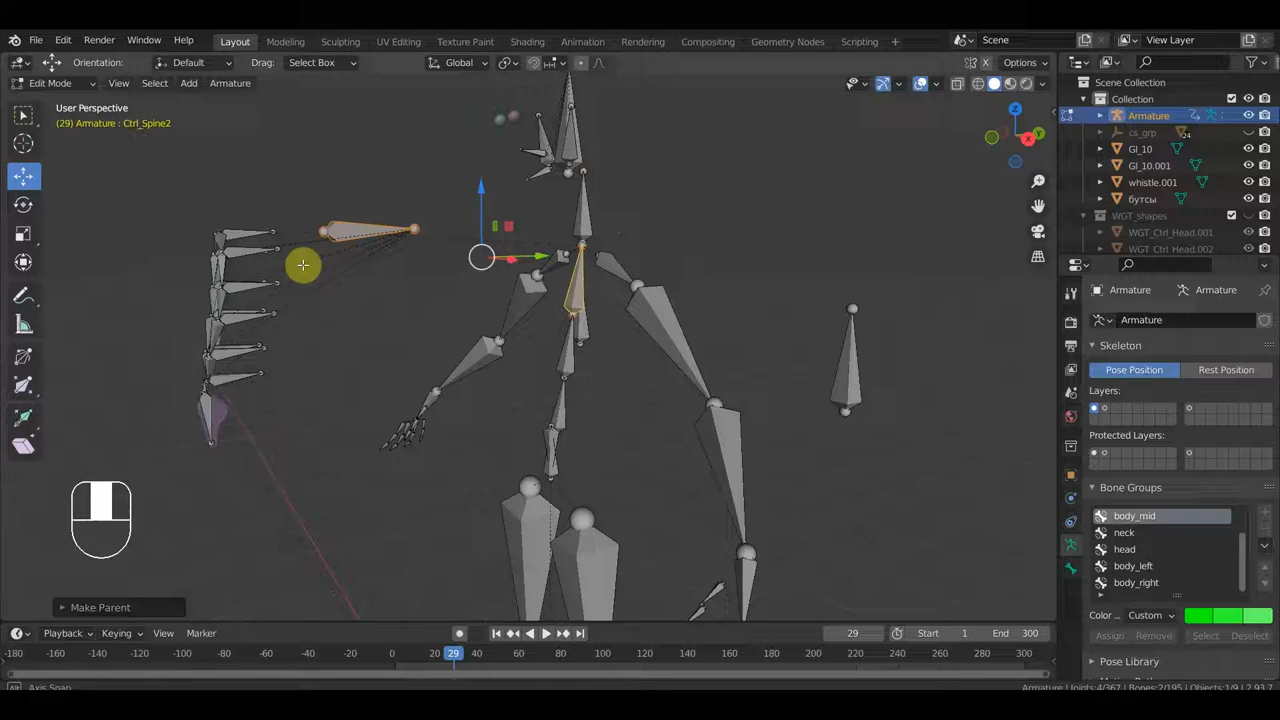 File Edit Render Window Help Layout Modeling Sculpting UV Editing Texture Paint Shading Animation Rendering Compositing Geometry Nodes Scripting + Scene View Layer
Orientation: Default Drag: Select Box Global X Options
Edit Mode View Select Add Armature
User Perspective
(29) Armature : Ctrl_Spine2
Z
Y
X
Scene Collection
Collection
Armature
cs_grp 24
GI_10
GI_10.001
whistle.001
бутсы
WGT_shapes
WGT_Ctrl_Head.001
WGT_Ctrl_Head.002
Armature Armature
Armature
Skeleton
Pose Position Rest Position
Layers:
Protected Layers:
Bone Groups
body_mid
neck
head
body_left
body_right
Color ... Custom
Assign Remove Select Deselect
Pose Library
Make Parent
Playback Keying View Marker 29 Start 1 End 300
-180 -160 -140 -120 -100 -80 -60 -40 -20 0 20 29 40 60 80 100 120 140 160 180 200 220 240 260 280 300
Axis Snap